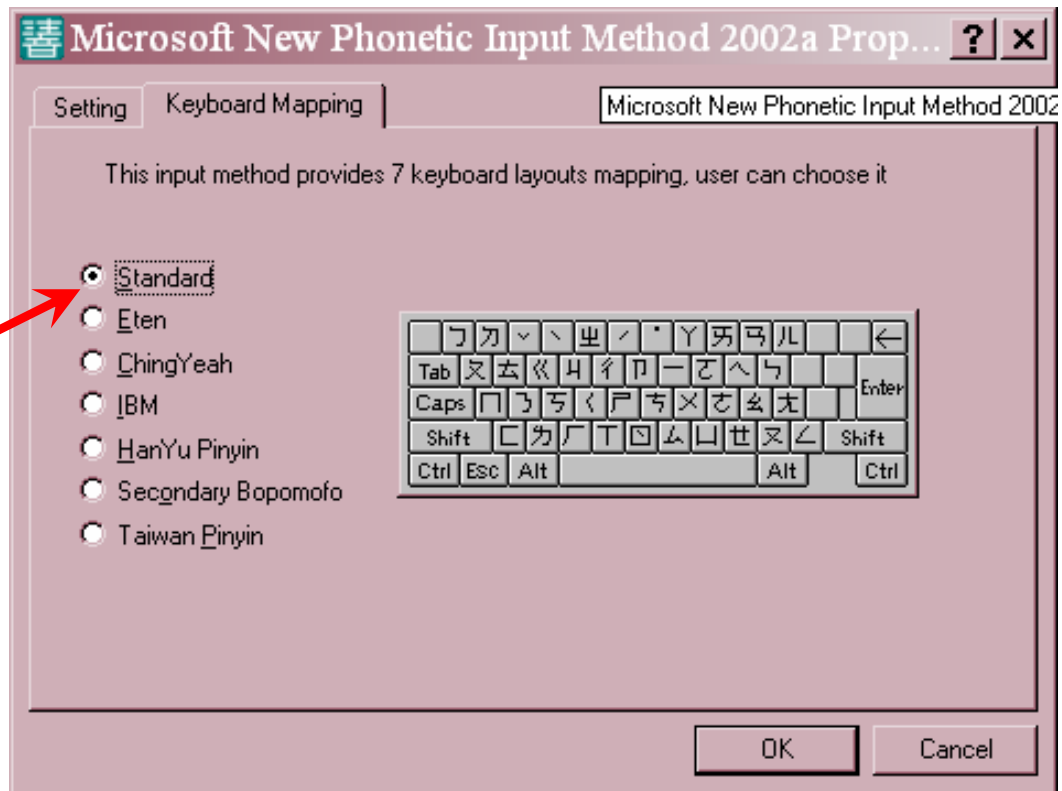 Microsoft New Phonetic Input Method 2002a Prop... ? ×
Setting Keyboard Mapping Microsoft New Phonetic Input Method 2002
This input method provides 7 keyboard layouts mapping, user can choose it
Standard
Eten
ChingYeah
IBM
HanYu Pinyin
Secondary Bopomofo
Taiwan Pinyin
ㄅ ㄉ ˇ ˋ ㄓ ˊ ˙ ㄚ ㄞ ㄢ ㄦ ←
Tab ㄊ ㄍ ㄐ ㄔ ㄗ ㄧ ㄛ ㄟ ㄣ Enter
Caps ㄇ ㄋ ㄎ ㄑ ㄕ ㄘ ㄨ ㄜ ㄠ ㄤ
Shift ㄈ ㄌ ㄏ ㄒ ㄖ ㄙ ㄩ ㄝ ㄡ ㄥ Shift
Ctrl Esc Alt Alt Ctrl
OK Cancel